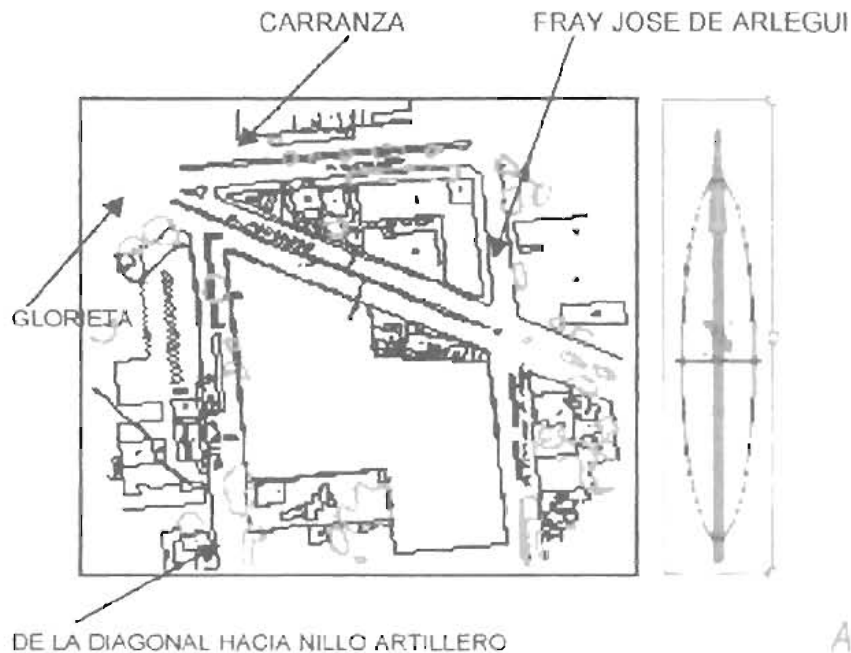 CARRANZA
FRAY JOSE DE ARLEGUI
GLORIETA
DE LA DIAGONAL HACIA NILLO ARTILLERO
A